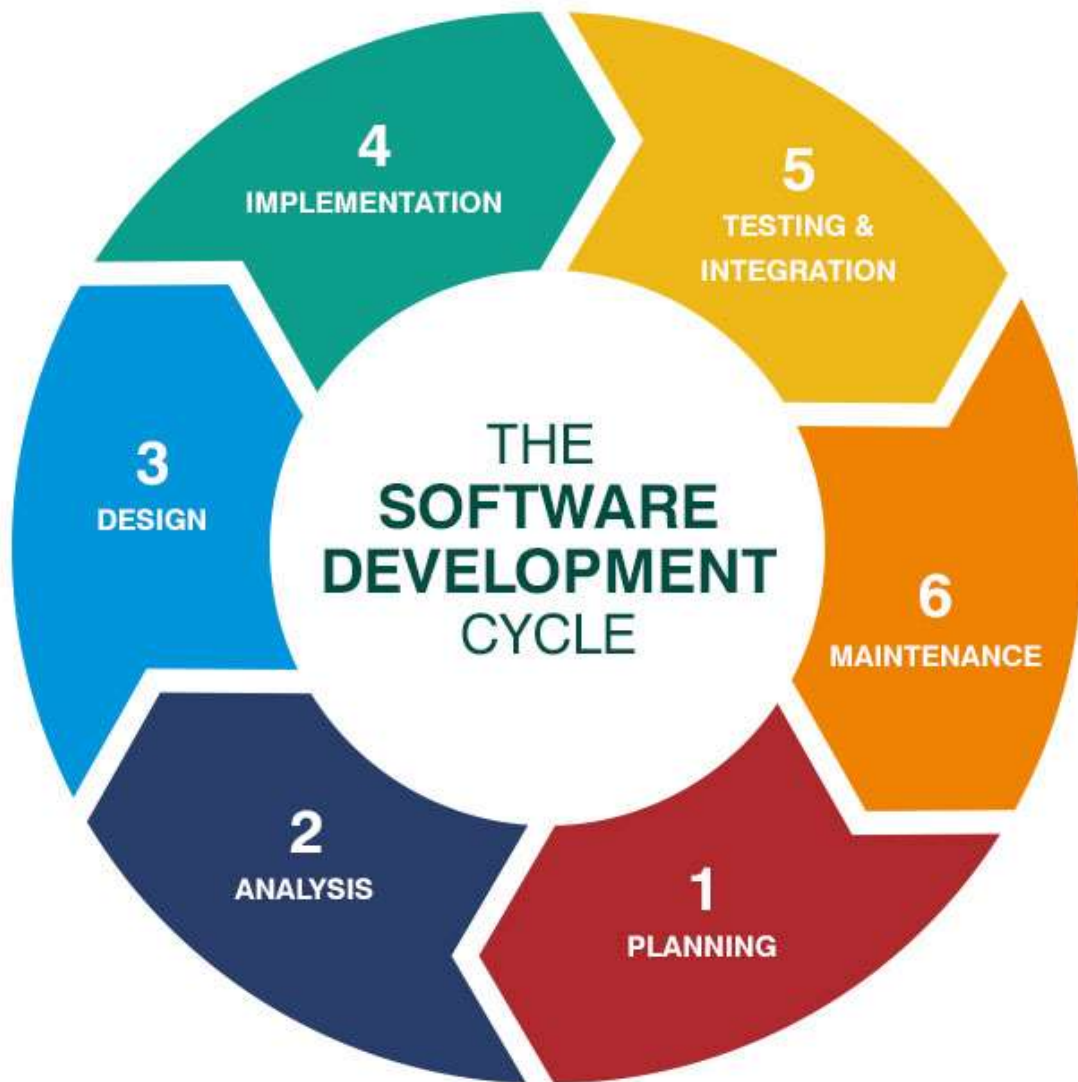 THE
SOFTWARE
DEVELOPMENT
CYCLE
1
PLANNING
2
ANALYSIS
3
DESIGN
4
IMPLEMENTATION
5
TESTING &
INTEGRATION
6
MAINTENANCE